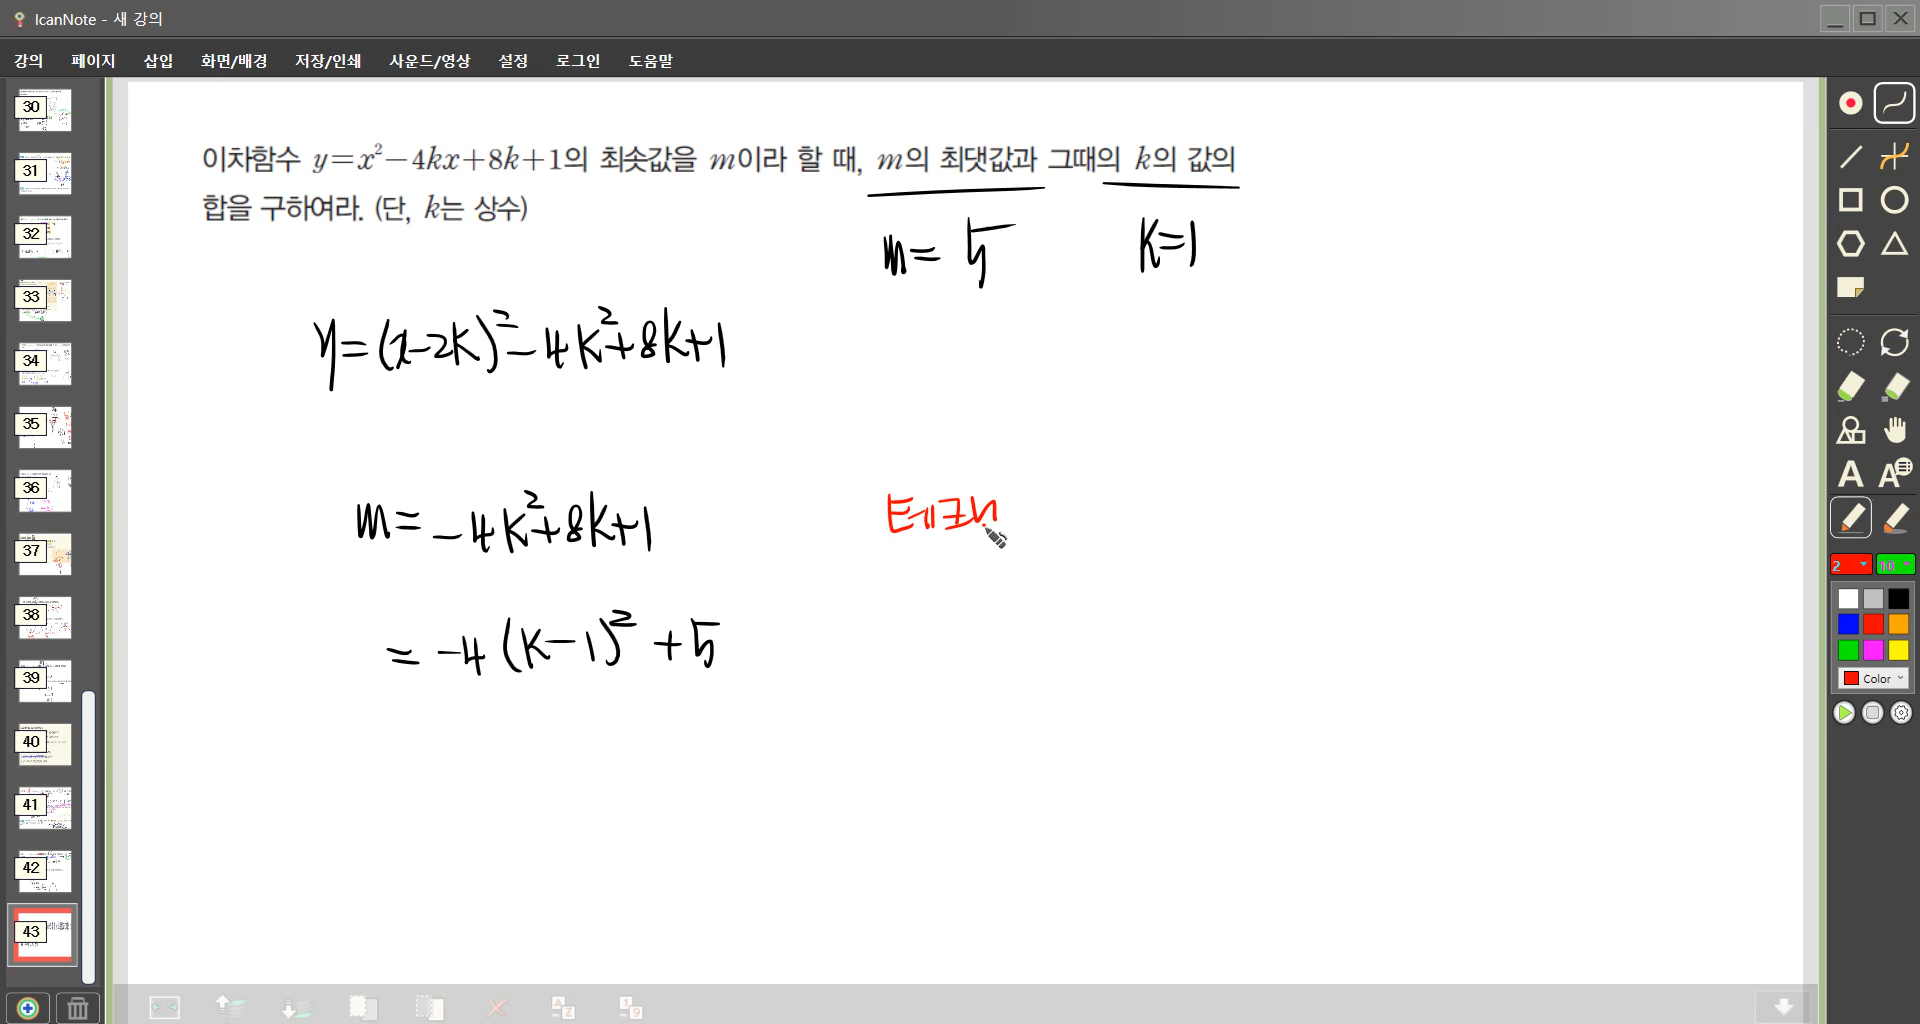 IcanNote - 새 강의
강의 페이지 삽입 화면/배경 저장/인쇄 사운드/영상 설정 로그인 도움말
30
31
32
33
34
35
36
37
38
39
40
41
42
43
이차함수 y=x²-4kx+8k+1의 최솟값을 m이라 할 때, m의 최댓값과 그때의 k의 값의
합을 구하여라. (단, k는 상수)
m= 5 k=1
y=(x-2k)²-4k²+8k+1
m= -4k²+8k+1
= -4(k-1)²+5
2 10
Color